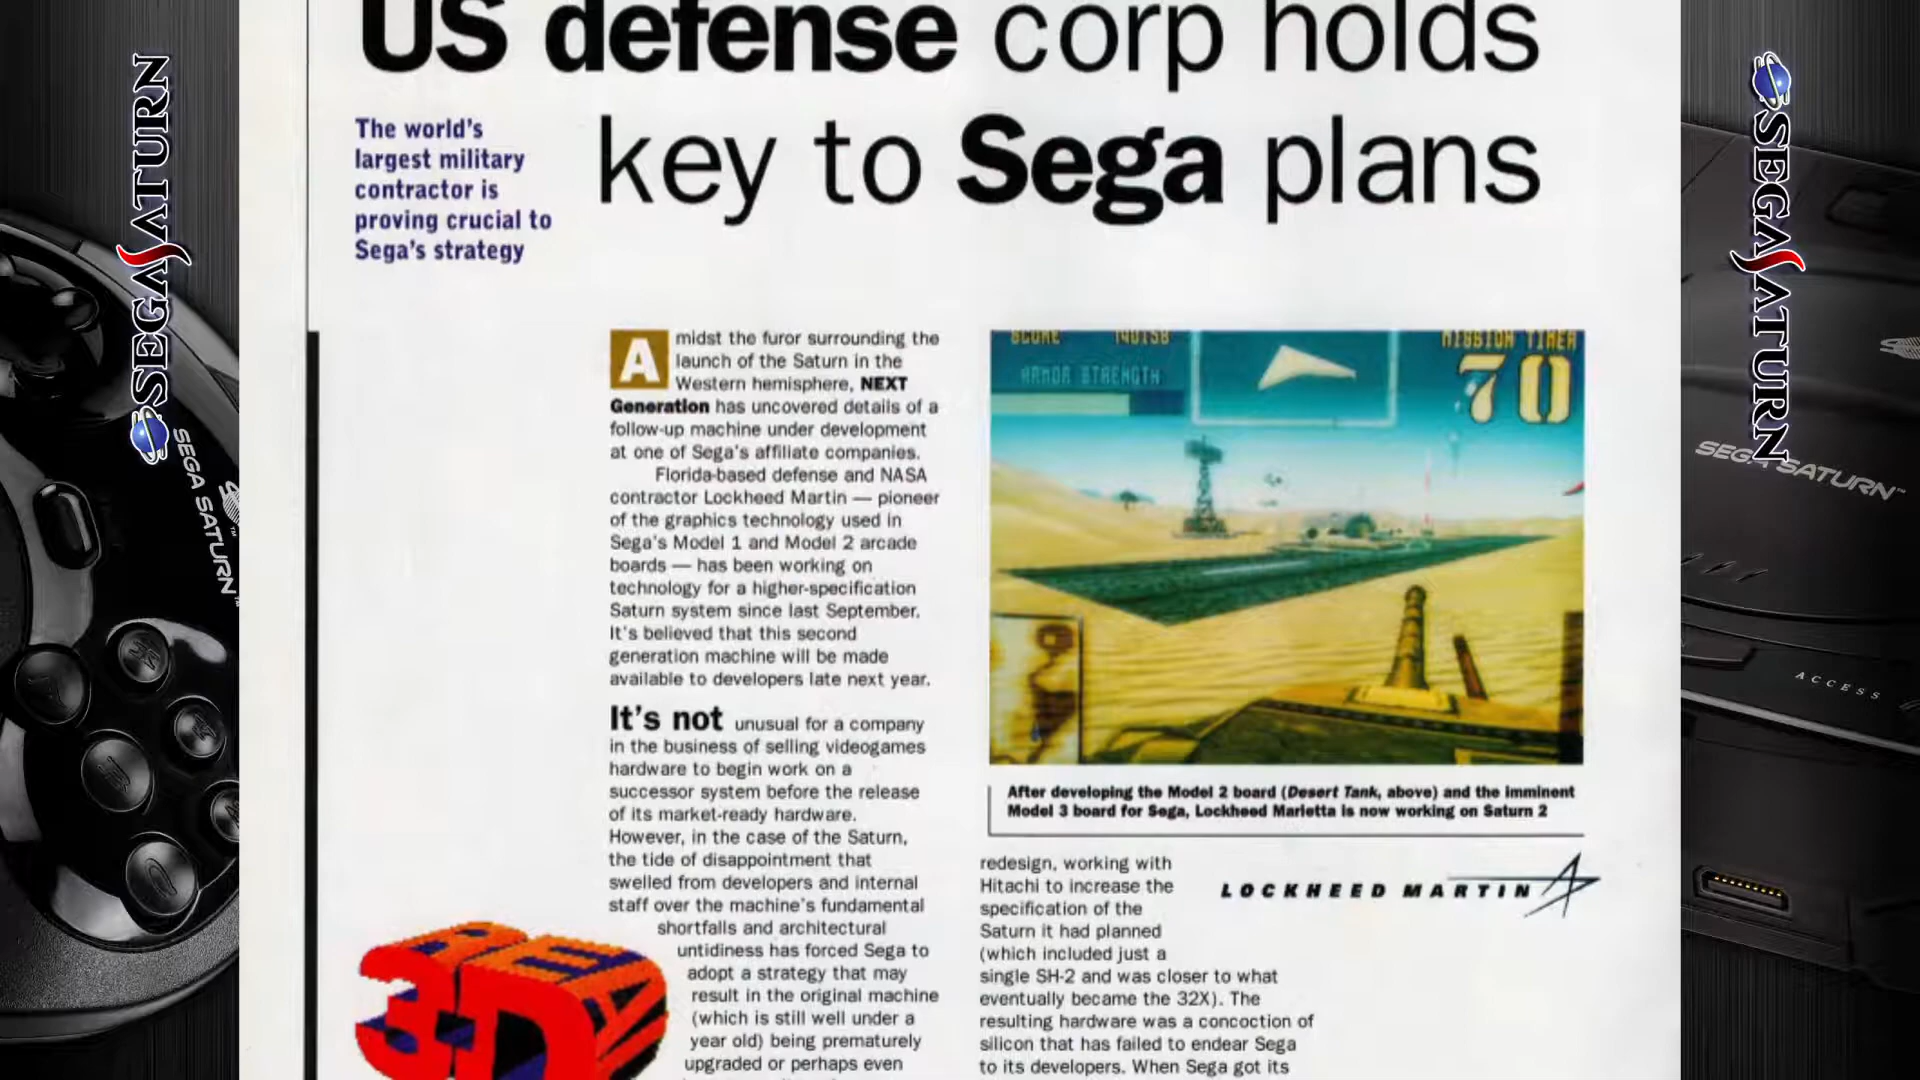 US defense corp holds
key to Sega plans
The world's
largest military
contractor is
proving crucial to
Sega's strategy
Amidst the furor surrounding the
launch of the Saturn in the
Western hemisphere, NEXT
Generation has uncovered details of a
follow-up machine under development
at one of Sega's affiliate companies.
Florida-based defense and NASA
contractor Lockheed Martin — pioneer
of the graphics technology used in
Sega's Model 1 and Model 2 arcade
boards — has been working on
technology for a higher-specification
Saturn system since last September.
It's believed that this second
generation machine will be made
available to developers late next year.
It's not unusual for a company
in the business of selling videogames
hardware to begin work on a
successor system before the release
of its market-ready hardware.
However, in the case of the Saturn,
the tide of disappointment that
swelled from developers and internal
staff over the machine's fundamental
shortfalls and architectural
untidiness has forced Sega to
adopt a strategy that may
result in the original machine
(which is still well under a
year old) being prematurely
upgraded or perhaps even
REAL
3D
SCORE 140158
MISSION TIMER
70
ARMOR STRENGTH
After developing the Model 2 board (Desert Tank, above) and the imminent
Model 3 board for Sega, Lockheed Marietta is now working on Saturn 2
redesign, working with
Hitachi to increase the
specification of the
Saturn it had planned
(which included just a
single SH-2 and was closer to what
eventually became the 32X). The
resulting hardware was a concoction of
silicon that has failed to endear Sega
to its developers. When Sega got its
LOCKHEED MARTIN
SEGA SATURN
SEGA SATURN™
A
C
SEGA SATURN
SEGA SATURN™
ACCESS